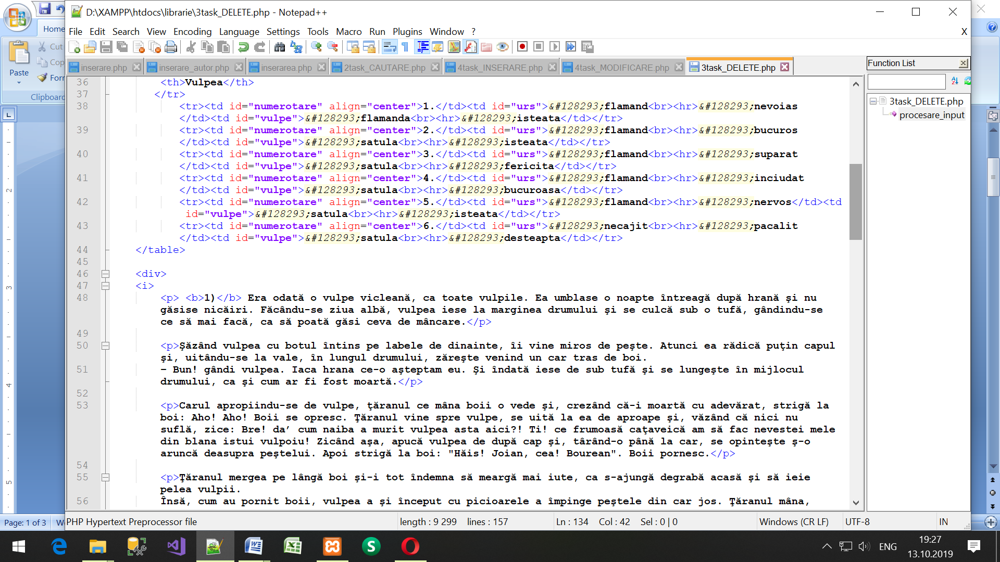 D:\XAMPP\htdocs\librarie\3task_DELETE.php - Notepad++
Home
File Edit Search View Encoding Language Settings Tools Macro Run Plugins Window ?
X
Cut
Cop
Paste
Forr
Clipboard
inserare.php
inserare_autor.php
inserarea.php
2task_CAUTARE.php
4task_INSERARE.php
4task_MODIFICARE.php
3task_DELETE.php
Function List
3task_DELETE.php
procesare_input
36 <th>Vulpea</th>
37 </tr>
38 <tr><td id="numerotare" align="center">1.</td><td id="urs">&#128293;flamand<br><hr>&#128293;nevoias
</td><td id="vulpe">&#128293;flamanda<br><hr>&#128293;isteata</td></tr>
39 <tr><td id="numerotare" align="center">2.</td><td id="urs">&#128293;flamand<br><hr>&#128293;bucuros
</td><td id="vulpe">&#128293;satula<br><hr>&#128293;isteata</td></tr>
40 <tr><td id="numerotare" align="center">3.</td><td id="urs">&#128293;flamand<br><hr>&#128293;suparat
</td><td id="vulpe">&#128293;satula<br><hr>&#128293;fericita</td></tr>
41 <tr><td id="numerotare" align="center">4.</td><td id="urs">&#128293;flamand<br><hr>&#128293;inciudat
</td><td id="vulpe">&#128293;satula<br><hr>&#128293;bucuroasa</td></tr>
42 <tr><td id="numerotare" align="center">5.</td><td id="urs">&#128293;flamand<br><hr>&#128293;nervos</td><td
id="vulpe">&#128293;satula<br><hr>&#128293;isteata</td></tr>
43 <tr><td id="numerotare" align="center">6.</td><td id="urs">&#128293;necajit<br><hr>&#128293;pacalit
</td><td id="vulpe">&#128293;satula<br><hr>&#128293;desteapta</td></tr>
44 </table>
45
46 <div>
47 <i>
48 <p> <b>1)</b> Era odată o vulpe vicleană, ca toate vulpile. Ea umblase o noapte întreagă după hrană şi nu
găsise nicăiri. Făcându-se ziua albă, vulpea iese la marginea drumului şi se culcă sub o tufă, gândindu-se
ce să mai facă, ca să poată găsi ceva de mâncare.</p>
49
50 <p>Şăzând vulpea cu botul întins pe labele de dinainte, îi vine miros de peşte. Atunci ea rădică puţin capul
şi, uitându-se la vale, în lungul drumului, zăreşte venind un car tras de boi.
51 – Bun! gândi vulpea. Iaca hrana ce-o aşteptam eu. Şi îndată iese de sub tufă şi se lungeşte în mijlocul
drumului, ca şi cum ar fi fost moartă.</p>
52
53 <p>Carul apropiindu-se de vulpe, ţăranul ce mâna boii o vede şi, crezând că-i moartă cu adevărat, strigă la
boi: Aho! Aho! Boii se opresc. Ţăranul vine spre vulpe, se uită la ea de aproape şi, văzând că nici nu
suflă, zice: Bre! da’ cum naiba a murit vulpea asta aici?! Ti! ce frumoasă caţaveică am să fac nevestei mele
din blana istui vulpoiu! Zicând aşa, apucă vulpea de după cap şi, târând-o până la car, se opinteşte ş-o
aruncă deasupra peştelui. Apoi strigă la boi: "Hăis! Joian, cea! Bourean". Boii pornesc.</p>
54
55 <p>Ţăranul mergea pe lângă boi şi-i tot îndemna să meargă mai iute, ca s-ajungă degrabă acasă şi să ieie
pelea vulpii.
56 Însă, cum au pornit boii, vulpea a şi început cu picioarele a împinge peştele din car jos. Ţăranul mâna,
2
3
4
5
Page: 1 of 3
W
PHP Hypertext Preprocessor file
length : 9 299 lines : 157
Ln : 134 Col : 42 Sel : 0 | 0
Windows (CR LF)
UTF-8
IN
ENG
19:27
13.10.2019